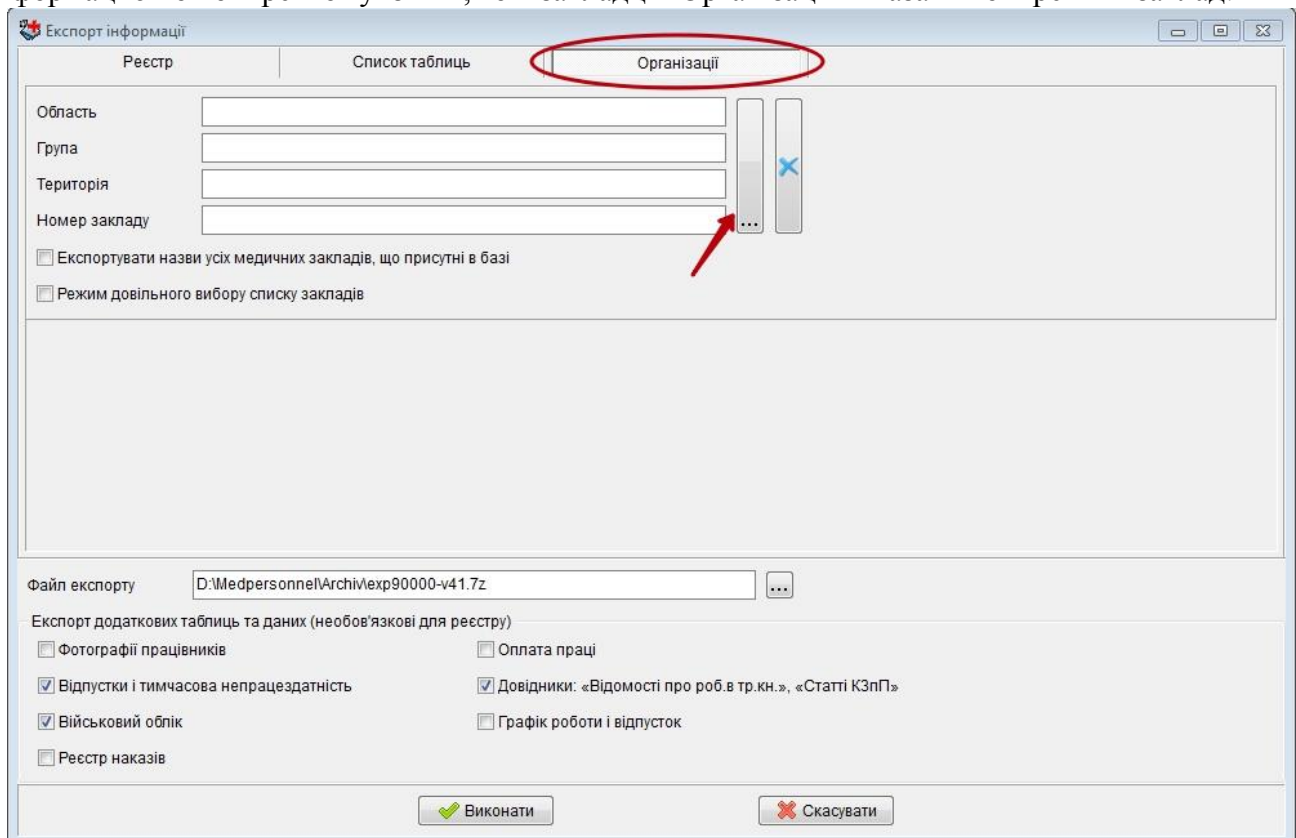 Експорт інформації
Реєстр Список таблиць Організації
Область
Група
Територія
Номер закладу ...
Експортувати назви усіх медичних закладів, що присутні в базі
Режим довільного вибору списку закладів
Файл експорту D:\Medpersonnel\Archiv\exp90000-v41.7z ...
Експорт додаткових таблиць та даних (необов'язкові для реєстру)
Фотографії працівників Оплата праці
Відпустки і тимчасова непрацездатність Довідники: «Відомості про роб.в тр.кн.», «Статті КЗпП»
Військовий облік Графік роботи і відпусток
Реєстр наказів
Виконати Скасувати